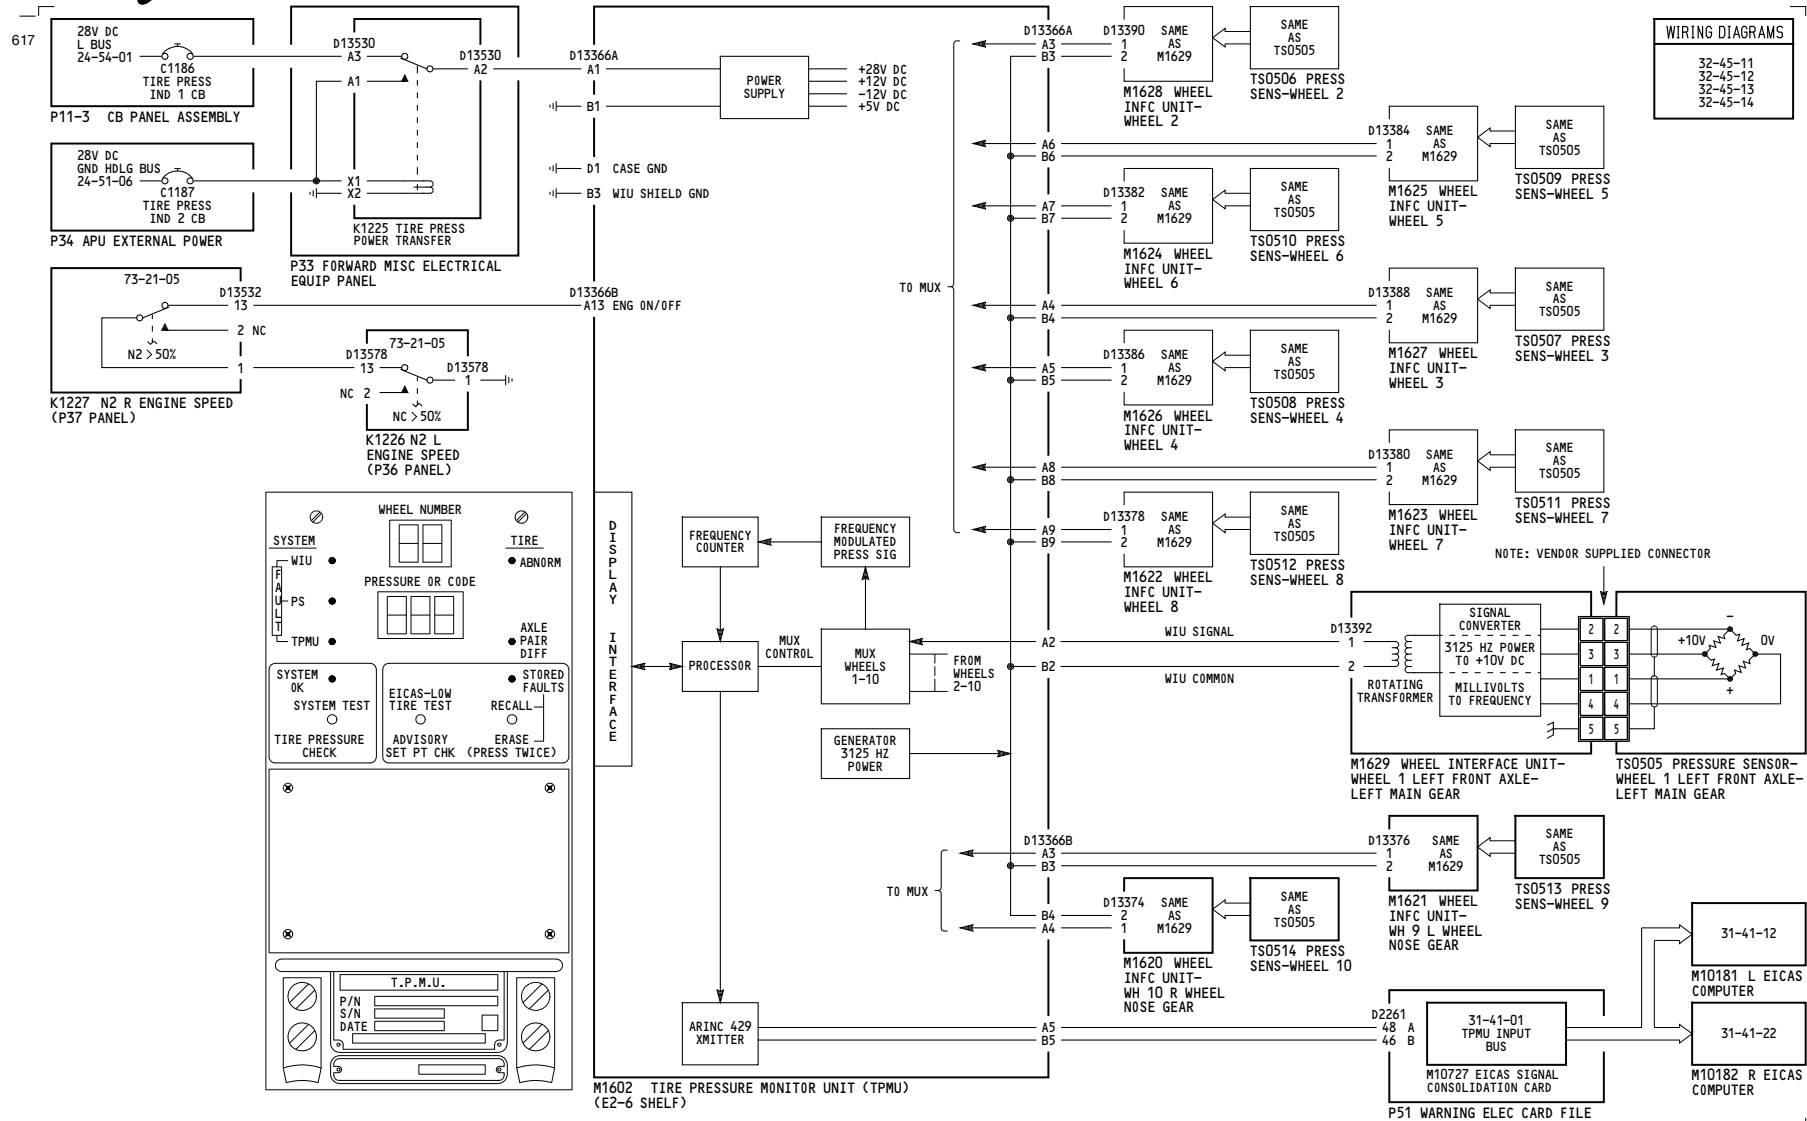 617
28V DC
L BUS
24-54-01
C1186
TIRE PRESS
IND 1 CB
P11-3 CB PANEL ASSEMBLY
28V DC
GND HDLG BUS
24-51-06
C1187
TIRE PRESS
IND 2 CB
P34 APU EXTERNAL POWER
D13530
A3
A1
X1
X2
D13530
A2
K1225 TIRE PRESS
POWER TRANSFER
P33 FORWARD MISC ELECTRICAL
EQUIP PANEL
73-21-05
D13532
13
2 NC
N2 >50%
1
K1227 N2 R ENGINE SPEED
(P37 PANEL)
73-21-05
D13578
13
D13578
1
NC 2
NC >50%
K1226 N2 L
ENGINE SPEED
(P36 PANEL)
D13366A
A1
B1
D1 CASE GND
B3 WIU SHIELD GND
D13366B
A13 ENG ON/OFF
POWER
SUPPLY
+28V DC
+12V DC
-12V DC
+5V DC
WHEEL NUMBER
SYSTEM
TIRE
WIU
ABNORM
FAULT
PRESSURE OR CODE
PS
TPMU
AXLE
PAIR
DIFF
SYSTEM
OK
SYSTEM TEST
TIRE PRESSURE
CHECK
EICAS-LOW
TIRE TEST
ADVISORY
SET PT CHK
STORED
FAULTS
RECALL
ERASE
(PRESS TWICE)
T.P.M.U.
P/N
S/N
DATE
DISPLAY INTERFACE
FREQUENCY
COUNTER
FREQUENCY
MODULATED
PRESS SIG
PROCESSOR
MUX
CONTROL
MUX
WHEELS
1-10
FROM
WHEELS
2-10
GENERATOR
3125 HZ
POWER
ARINC 429
XMITTER
M1602 TIRE PRESSURE MONITOR UNIT (TPMU)
(E2-6 SHELF)
TO MUX
D13366A
A3
B3
D13390
1
2
SAME
AS
M1629
M1628 WHEEL
INFC UNIT-
WHEEL 2
SAME
AS
TS0505
TS0506 PRESS
SENS-WHEEL 2
A6
B6
D13384
1
2
SAME
AS
M1629
M1625 WHEEL
INFC UNIT-
WHEEL 5
SAME
AS
TS0505
TS0509 PRESS
SENS-WHEEL 5
A7
B7
D13382
1
2
SAME
AS
M1629
M1624 WHEEL
INFC UNIT-
WHEEL 6
SAME
AS
TS0505
TS0510 PRESS
SENS-WHEEL 6
A4
B4
D13388
1
2
SAME
AS
M1629
M1627 WHEEL
INFC UNIT-
WHEEL 3
SAME
AS
TS0505
TS0507 PRESS
SENS-WHEEL 3
A5
B5
D13386
1
2
SAME
AS
M1629
M1626 WHEEL
INFC UNIT-
WHEEL 4
SAME
AS
TS0505
TS0508 PRESS
SENS-WHEEL 4
A8
B8
D13380
1
2
SAME
AS
M1629
M1623 WHEEL
INFC UNIT-
WHEEL 7
SAME
AS
TS0505
TS0511 PRESS
SENS-WHEEL 7
A9
B9
D13378
1
2
SAME
AS
M1629
M1622 WHEEL
INFC UNIT-
WHEEL 8
SAME
AS
TS0505
TS0512 PRESS
SENS-WHEEL 8
NOTE: VENDOR SUPPLIED CONNECTOR
A2
WIU SIGNAL
B2
WIU COMMON
D13392
1
2
ROTATING
TRANSFORMER
SIGNAL
CONVERTER
3125 HZ POWER
TO +10V DC
MILLIVOLTS
TO FREQUENCY
2 2
3 3
1 1
4 4
5 5
-
+10V
0V
+
M1629 WHEEL INTERFACE UNIT-
WHEEL 1 LEFT FRONT AXLE-
LEFT MAIN GEAR
TS0505 PRESSURE SENSOR-
WHEEL 1 LEFT FRONT AXLE-
LEFT MAIN GEAR
TO MUX
D13366B
A3
B3
D13376
1
2
SAME
AS
M1629
M1621 WHEEL
INFC UNIT-
WH 9 L WHEEL
NOSE GEAR
SAME
AS
TS0505
TS0513 PRESS
SENS-WHEEL 9
B4
A4
D13374
2
1
SAME
AS
M1629
M1620 WHEEL
INFC UNIT-
WH 10 R WHEEL
NOSE GEAR
SAME
AS
TS0505
TS0514 PRESS
SENS-WHEEL 10
A5
B5
D2261
48 A
46 B
31-41-01
TPMU INPUT
BUS
M10727 EICAS SIGNAL
CONSOLIDATION CARD
P51 WARNING ELEC CARD FILE
31-41-12
M10181 L EICAS
COMPUTER
31-41-22
M10182 R EICAS
COMPUTER
WIRING DIAGRAMS
32-45-11
32-45-12
32-45-13
32-45-14